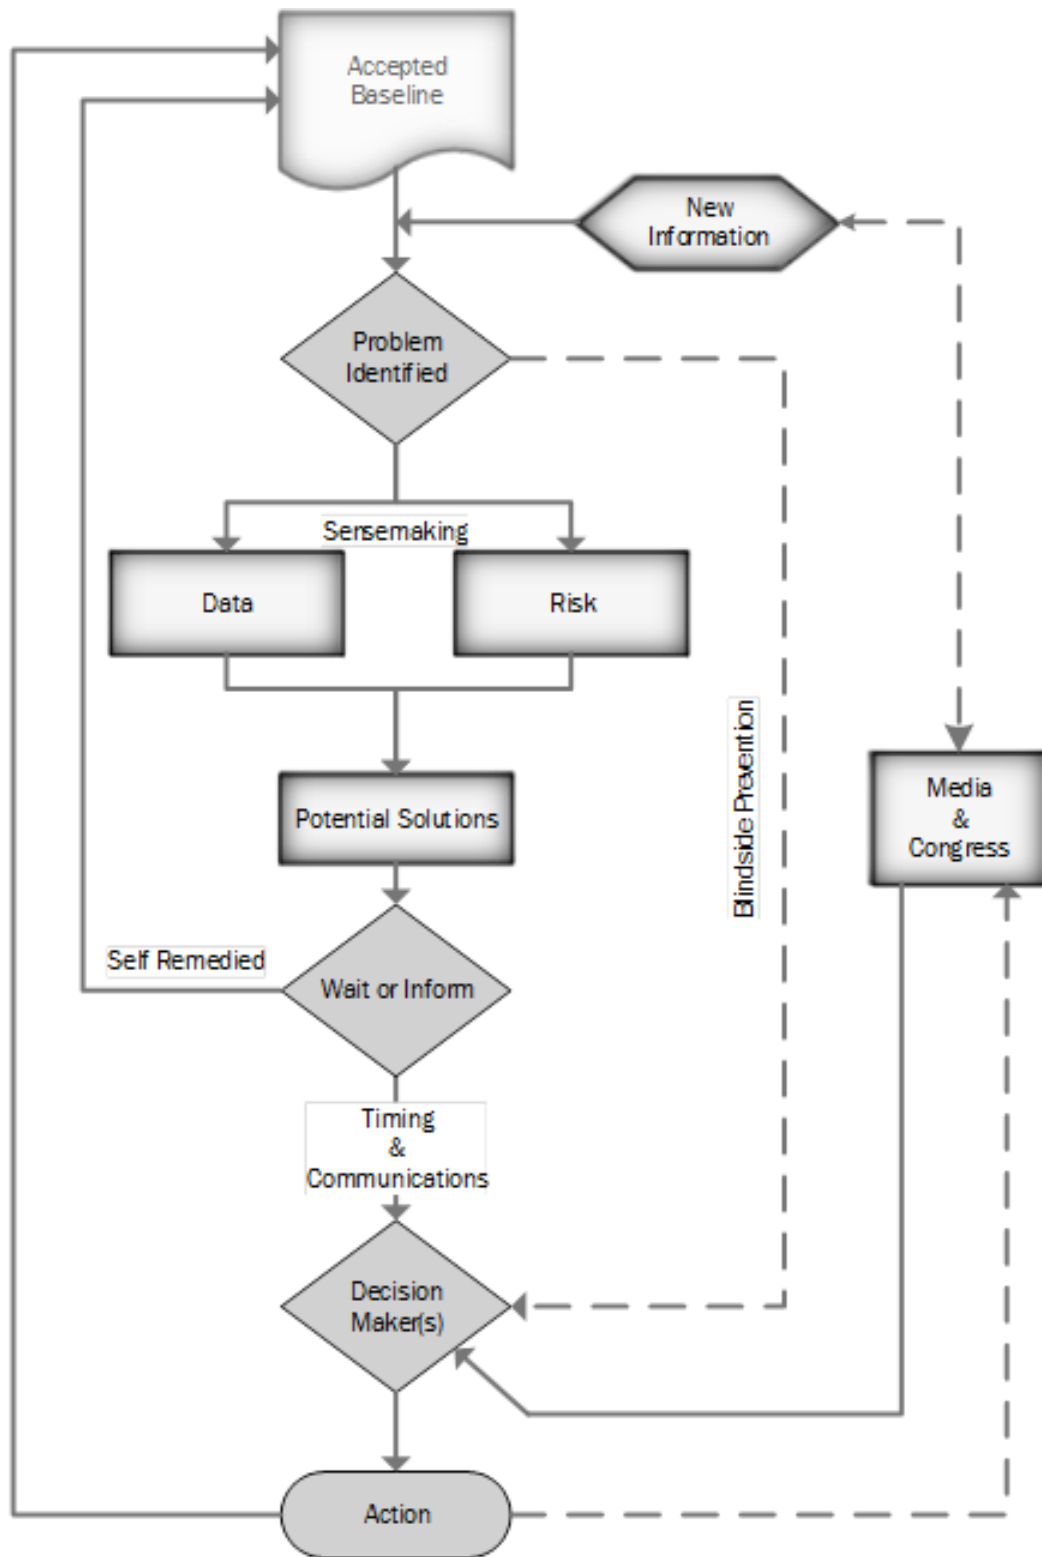 Accepted
Baseline
New
Information
Problem
Identified
Sensemaking
Data
Risk
Blindside Prevention
Potential Solutions
Media
&
Congress
Self Remedied
Wait or Inform
Timing
&
Communications
Decision
Maker(s)
Action